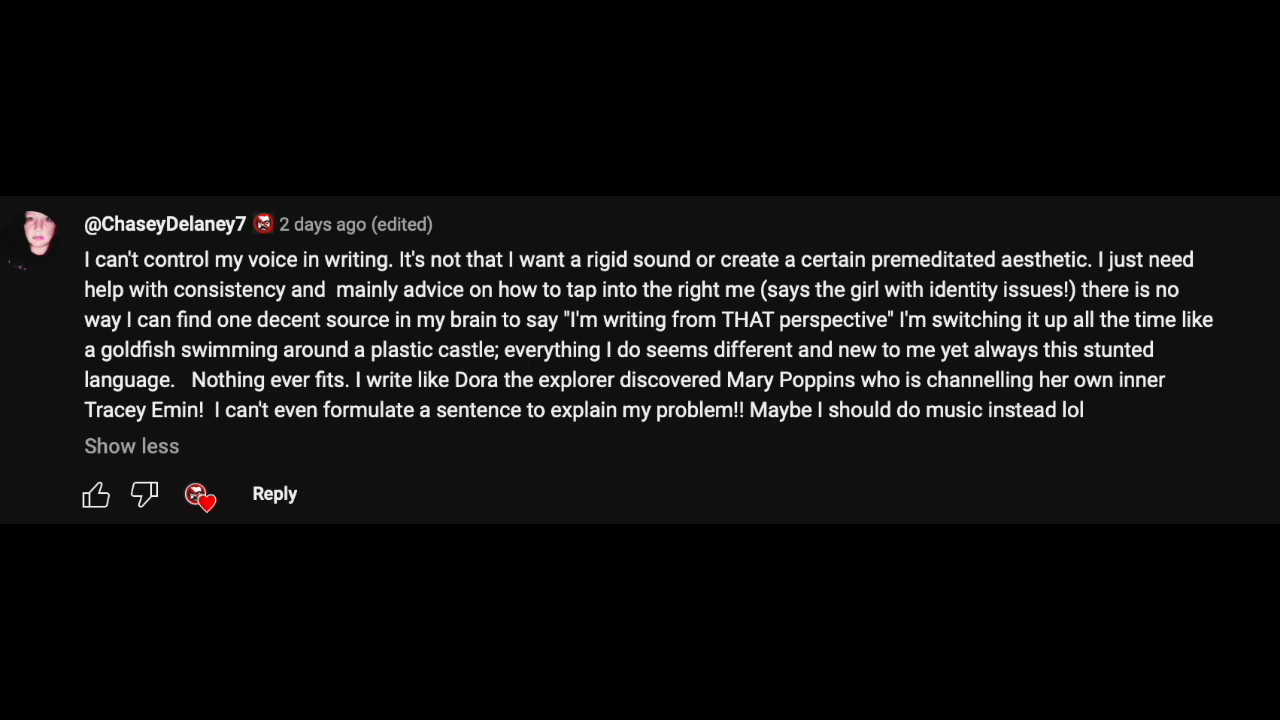 @ChaseyDelaney7 2 days ago (edited)
I can't control my voice in writing. It's not that I want a rigid sound or create a certain premeditated aesthetic. I just need
help with consistency and  mainly advice on how to tap into the right me (says the girl with identity issues!) there is no
way I can find one decent source in my brain to say "I'm writing from THAT perspective" I'm switching it up all the time like
a goldfish swimming around a plastic castle; everything I do seems different and new to me yet always this stunted
language.   Nothing ever fits. I write like Dora the explorer discovered Mary Poppins who is channelling her own inner
Tracey Emin!  I can't even formulate a sentence to explain my problem!! Maybe I should do music instead lol
Show less
Reply